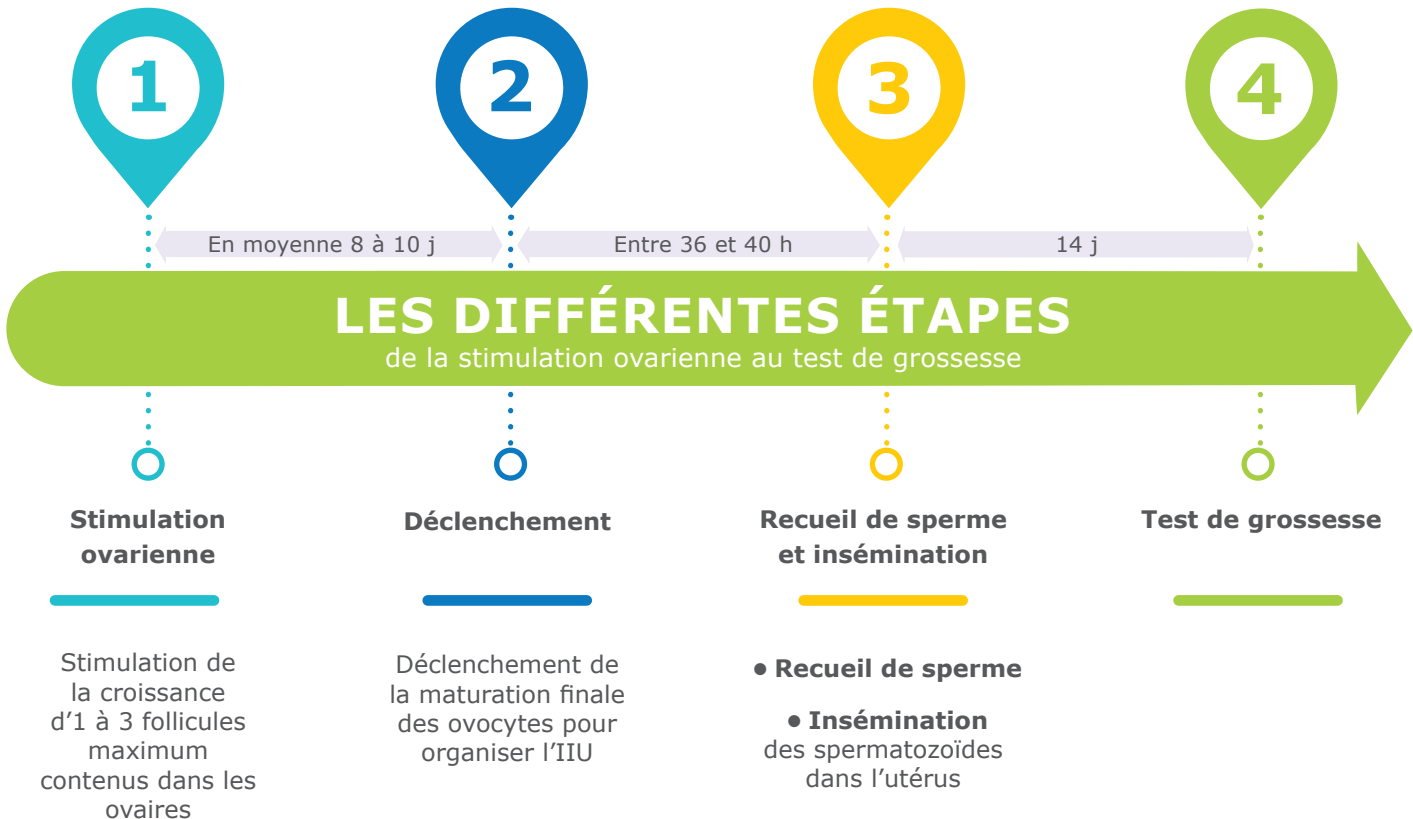 1
2
3
4
En moyenne 8 à 10 j
Entre 36 et 40 h
14 j
LES DIFFÉRENTES ÉTAPES
de la stimulation ovarienne au test de grossesse
Stimulation
ovarienne
Stimulation de
la croissance
d'1 à 3 follicules
maximum
contenus dans les
ovaires
Déclenchement
Déclenchement de
la maturation finale
des ovocytes pour
organiser l'IIU
Recueil de sperme
et insémination
● Recueil de sperme
● Insémination
des spermatozoïdes
dans l'utérus
Test de grossesse